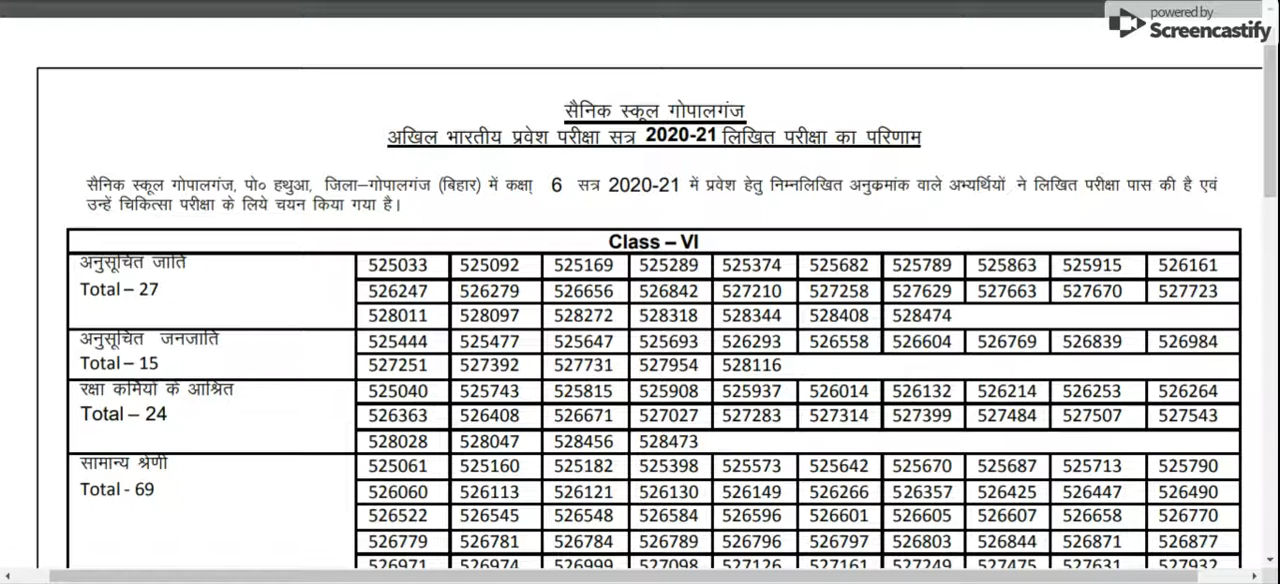 powered by
Screencastify
सैनिक स्कूल गोपालगंज
अखिल भारतीय प्रवेश परीक्षा सत्र 2020-21 लिखित परीक्षा का परिणाम
सैनिक स्कूल गोपालगंज, पो० हथुआ, जिला–गोपालगंज (बिहार) में कक्षा 6 सत्र 2020-21 में प्रवेश हेतु निम्नलिखित अनुक्रमांक वाले अभ्यर्थियों ने लिखित परीक्षा पास की है एवं
उन्हें चिकित्सा परीक्षा के लिये चयन किया गया है।
Class – VI
अनुसूचित जाति 525033 525092 525169 525289 525374 525682 525789 525863 525915 526161
Total – 27 526247 526279 526656 526842 527210 527258 527629 527663 527670 527723
528011 528097 528272 528318 528344 528408 528474
अनुसूचित जनजाति 525444 525477 525647 525693 526293 526558 526604 526769 526839 526984
Total – 15 527251 527392 527731 527954 528116
रक्षा कर्मियों के आश्रित 525040 525743 525815 525908 525937 526014 526132 526214 526253 526264
Total – 24 526363 526408 526671 527027 527283 527314 527399 527484 527507 527543
528028 528047 528456 528473
सामान्य श्रेणी 525061 525160 525182 525398 525573 525642 525670 525687 525713 525790
Total - 69 526060 526113 526121 526130 526149 526266 526357 526425 526447 526490
526522 526545 526548 526584 526596 526601 526605 526607 526658 526770
526779 526781 526784 526789 526796 526797 526803 526844 526871 526877
526971 526974 526999 527098 527126 527161 527249 527475 527631 527932